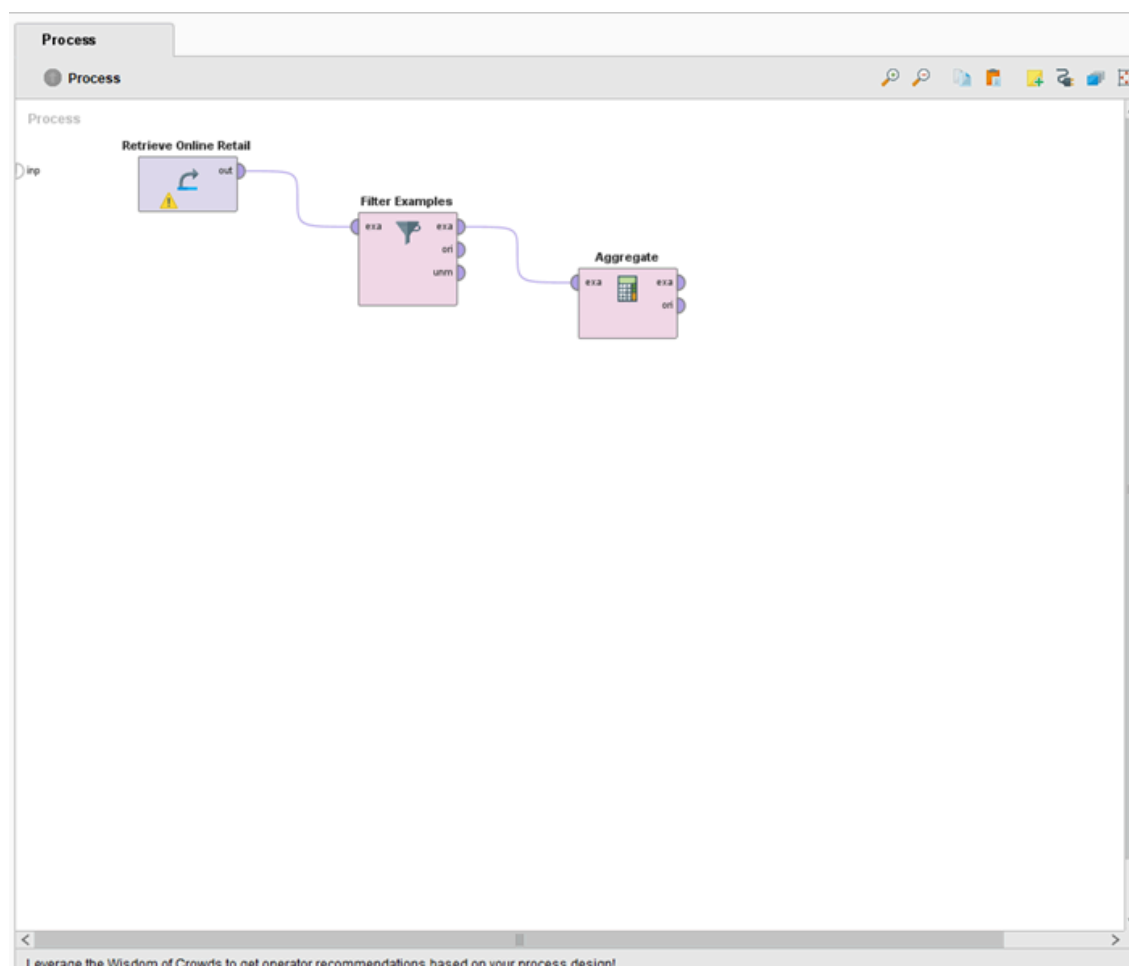 Process
Process
Process
Retrieve Online Retail
inp
out
Filter Examples
exa
exa
ori
unm
Aggregate
exa
exa
ori
Leverage the Wisdom of Crowds to get operator recommendations based on your process design!